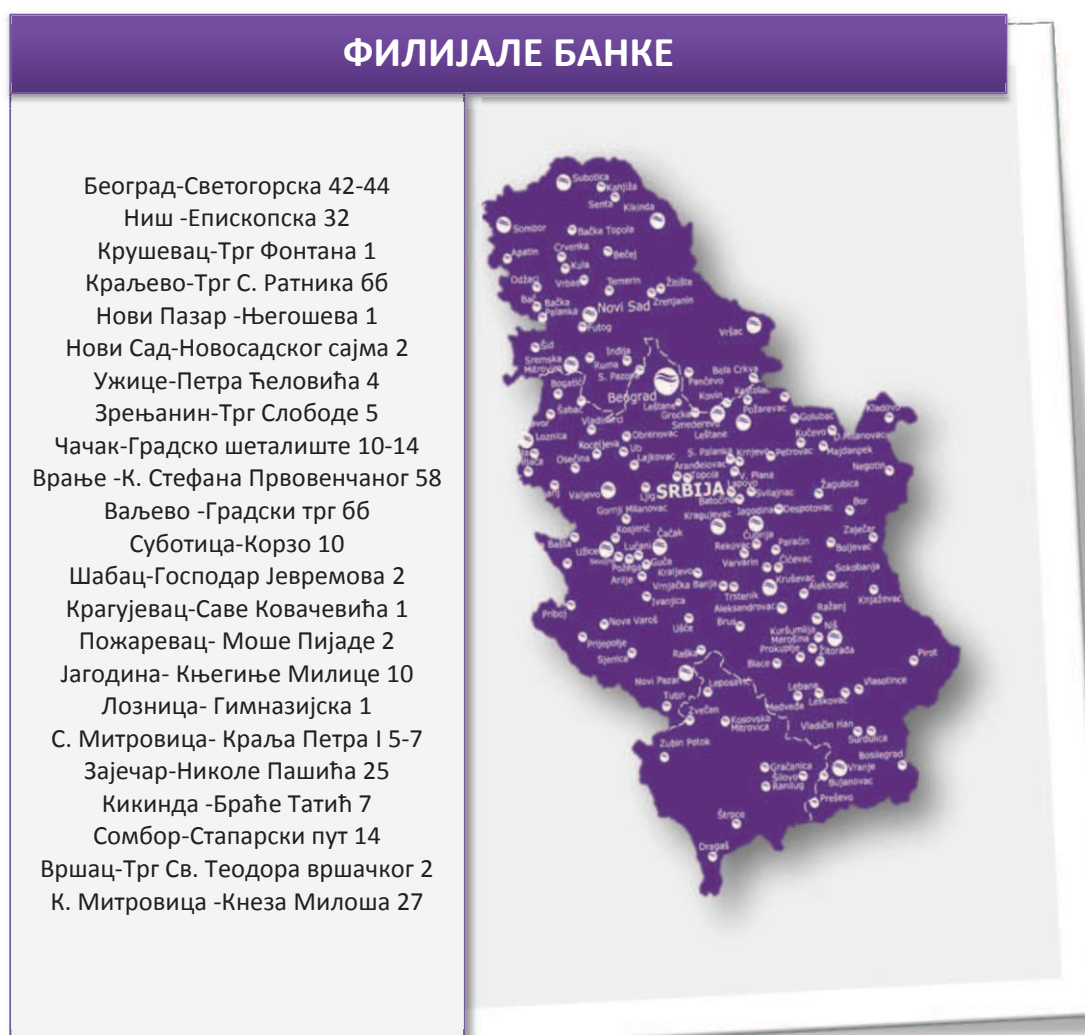 ФИЛИЈАЛЕ БАНКЕ
Београд-Светогорска 42-44
Ниш -Епископска 32
Крушевац-Трг Фонтана 1
Краљево-Трг С. Ратника бб
Нови Пазар -Његошева 1
Нови Сад-Новосадског сајма 2
Ужице-Петра Ћеловића 4
Зрењанин-Трг Слободе 5
Чачак-Градско шеталиште 10-14
Врање -К. Стефана Првовенчаног 58
Ваљево -Градски трг бб
Суботица-Корзо 10
Шабац-Господар Јевремова 2
Крагујевац-Саве Ковачевића 1
Пожаревац- Моше Пијаде 2
Јагодина- Књегиње Милице 10
Лозница- Гимназијска 1
С. Митровица- Краља Петра I 5-7
Зајечар-Николе Пашића 25
Кикинда -Браће Татић 7
Сомбор-Стапарски пут 14
Вршац-Трг Св. Теодора вршачког 2
К. Митровица -Кнеза Милоша 27
Subotica
Kanjiža
Senta
Kikinda
Sombor
Bačka Topola
Apatin
Crvenka
Bečej
Kula
Odžaci
Vrbas
Temerin
Žitište
Zrenjanin
Bačka
Palanka
Novi Sad
Futog
Vršac
Šid
Inđija
Sremska
Mitrovica
Ruma
S. Pazova
Bela Crkva
Pančevo
Bogatić
Beograd
Kovin
Kostolac
Šabac
Leštane
Grocka
Požarevac
Golubac
Kladovo
Vladimirci
Smederevo
Leštane
Loznica
Obrenovac
Kučevo
D.Milanovac
Koceljeva
Ub
Majdanpek
Osečina
Lajkovac
S. Palanka
Krnjevo
Petrovac
Negotin
Aranđelovac
Topola
V. Plana
Žagubica
Valjevo
Ljig
SRBIJA
Lapovo
Svilajnac
Batočina
Bor
Gornji Milanovac
Kragujevac
Jagodina
Despotovac
Zaječar
Kosjerić
Čačak
Ćuprija
Paraćin
Boljevac
Bašta
Užice
Lučani
Rekovac
Požega
Guča
Varvarin
Ćićevac
Arilje
Kraljevo
Sokobanja
Vrnjačka Banja
Kruševac
Aleksinac
Trstenik
Knjaževac
Ivanjica
Aleksandrovac
Ražanj
Priboj
Nova Varoš
Ušće
Brus
Niš
Kuršumlija
Merošina
Prijepolje
Prokuplje
Žitorađa
Sjenica
Raška
Blace
Pirot
Novi Pazar
Leposavić
Lebane
Vlasotince
Tutin
Medveđa
Leskovac
Zvečan
Kosovska
Mitrovica
Vladičin Han
Zubin Potok
Surdulica
Bosilegrad
Gračanica
Vranje
Šilovo
Ranilug
Bujanovac
Preševo
Štrpce
Dragaš